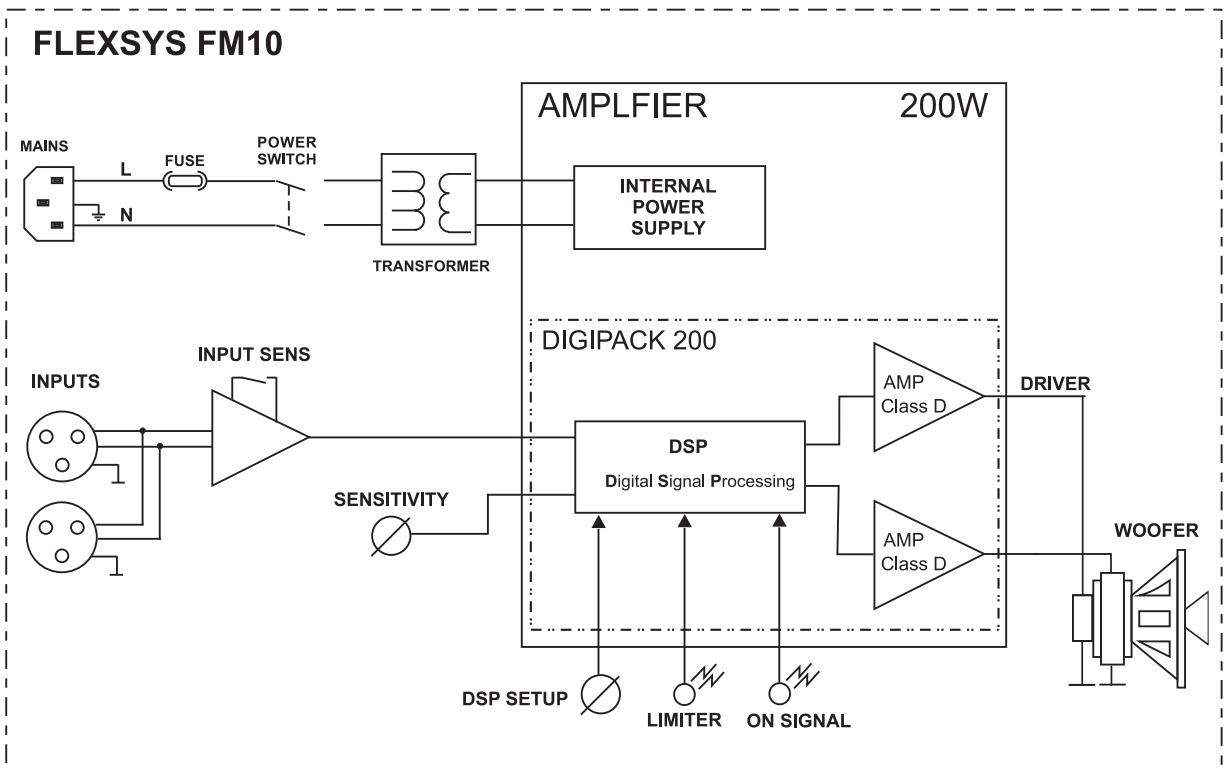 FLEXSYS FM10
AMPLFIER 200W
MAINS
L
FUSE
POWER
SWITCH
N
TRANSFORMER
INTERNAL
POWER
SUPPLY
DIGIPACK 200
INPUTS
INPUT SENS
AMP
Class D
DRIVER
DSP
Digital Signal Processing
SENSITIVITY
AMP
Class D
WOOFER
DSP SETUP
LIMITER
ON SIGNAL